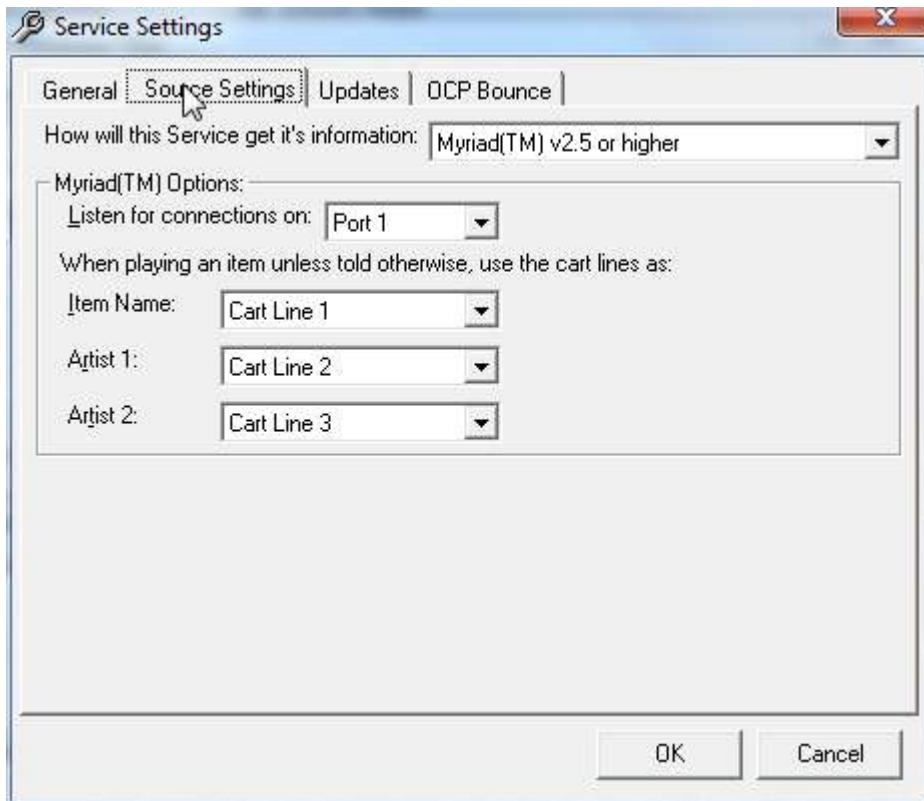 Service Settings
General Source Settings Updates OCP Bounce
How will this Service get it's information: Myriad(TM) v2.5 or higher
Myriad(TM) Options:
Listen for connections on: Port 1
When playing an item unless told otherwise, use the cart lines as:
Item Name: Cart Line 1
Artist 1: Cart Line 2
Artist 2: Cart Line 3
OK Cancel